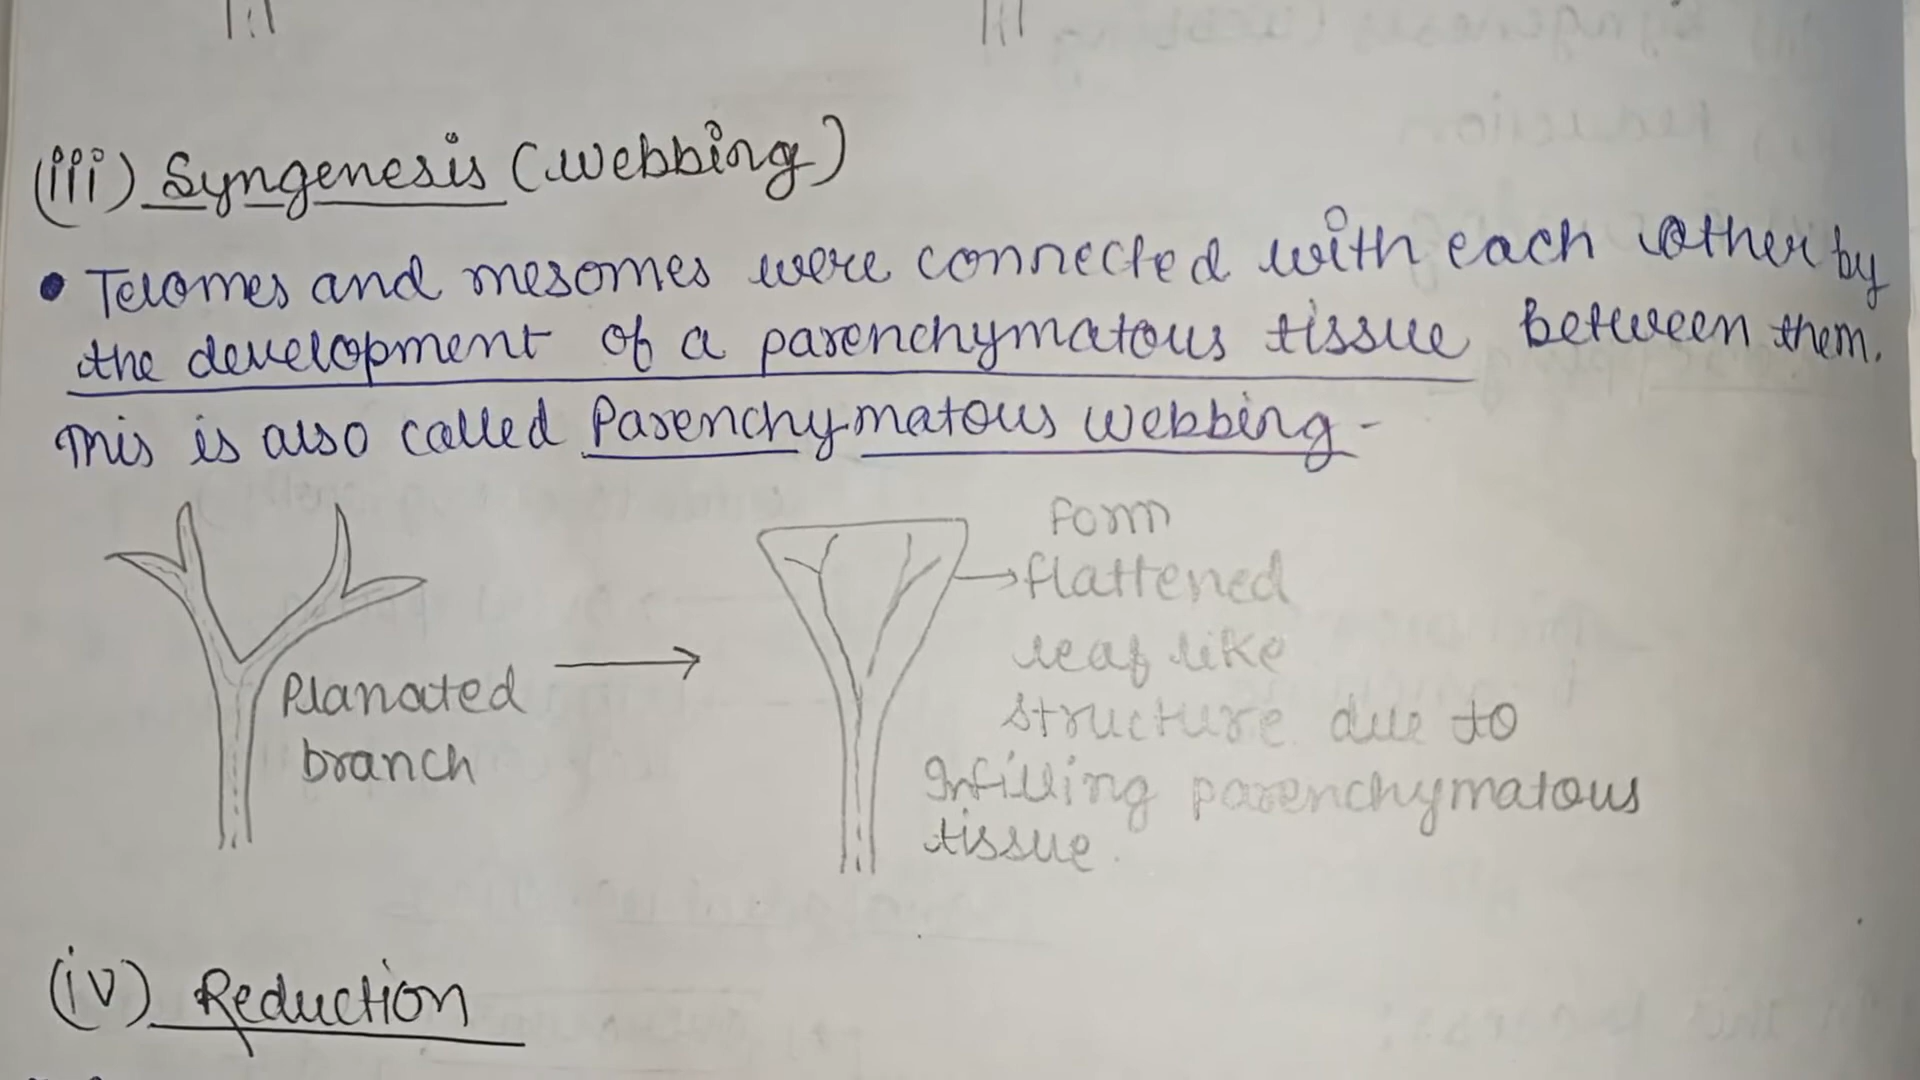 (iii) Syngenesis (webbing)
• Telomes and mesomes were connected with each other by
the development of a parenchymatous tissue between them.
This is also called Parenchymatous webbing-
Planated
branch
Form
flattened
leaf like
structure due to
Infilling parenchymatous
tissue.
(iv) Reduction